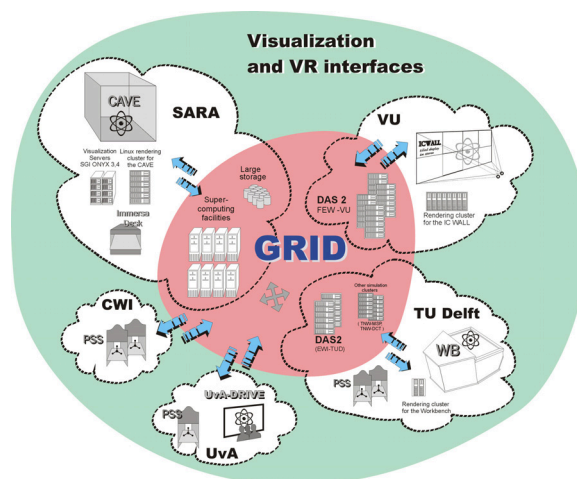 Visualization
and VR interfaces
CAVE
SARA
Visualization
Servers
SGI ONYX 3,4
Linux rendering
cluster
for the CAVE
Immersa
Desk
Large
storage
Super-
computing
facilities
GRID
VU
ICWALL
DAS 2
FEW -VU
Rendering cluster
for the IC WALL
CWI
PSS
Other simulation
clusters
DAS2
(EWI-TUD)
TU Delft
WB
PSS
Rendering cluster
for the Workbench
UvA-DRIVE
PSS
UvA